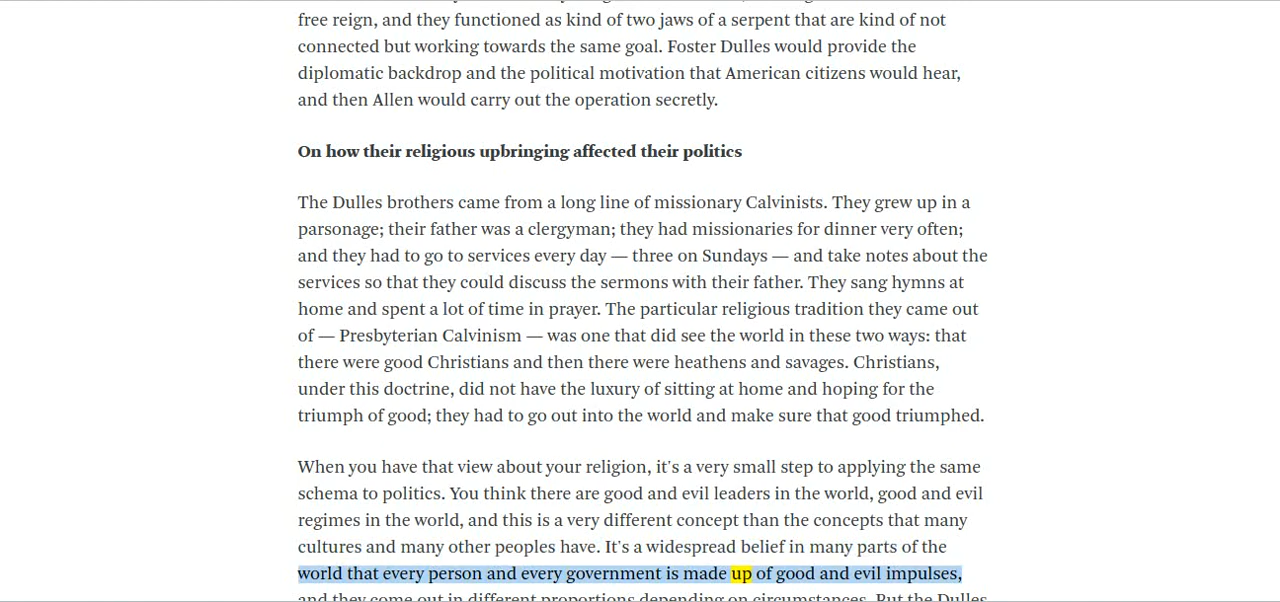 free reign, and they functioned as kind of two jaws of a serpent that are kind of not
connected but working towards the same goal. Foster Dulles would provide the
diplomatic backdrop and the political motivation that American citizens would hear,
and then Allen would carry out the operation secretly.
On how their religious upbringing affected their politics
The Dulles brothers came from a long line of missionary Calvinists. They grew up in a
parsonage; their father was a clergyman; they had missionaries for dinner very often;
and they had to go to services every day — three on Sundays — and take notes about the
services so that they could discuss the sermons with their father. They sang hymns at
home and spent a lot of time in prayer. The particular religious tradition they came out
of — Presbyterian Calvinism — was one that did see the world in these two ways: that
there were good Christians and then there were heathens and savages. Christians,
under this doctrine, did not have the luxury of sitting at home and hoping for the
triumph of good; they had to go out into the world and make sure that good triumphed.
When you have that view about your religion, it's a very small step to applying the same
schema to politics. You think there are good and evil leaders in the world, good and evil
regimes in the world, and this is a very different concept than the concepts that many
cultures and many other peoples have. It's a widespread belief in many parts of the
world that every person and every government is made up of good and evil impulses,
and they come out in different proportions depending on circumstances. But the Dulles